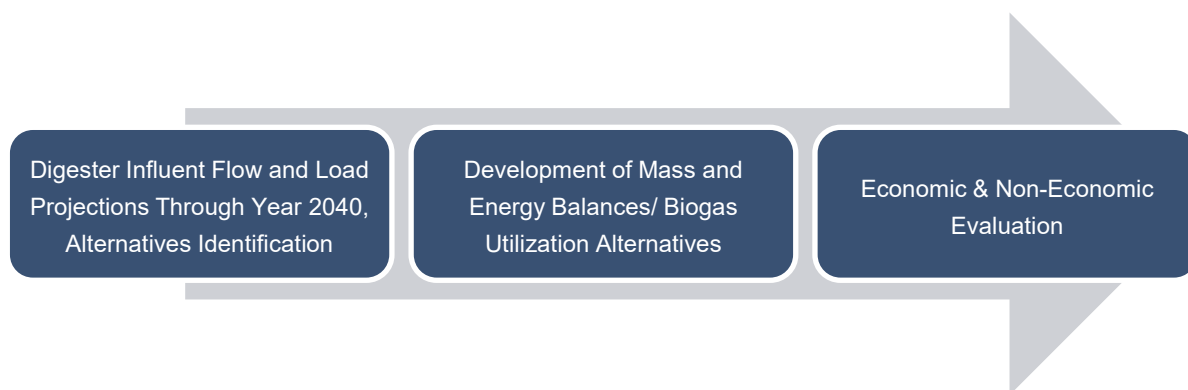 Digester Influent Flow and Load
Projections Through Year 2040,
Alternatives Identification
Development of Mass and
Energy Balances/ Biogas
Utilization Alternatives
Economic & Non-Economic
Evaluation